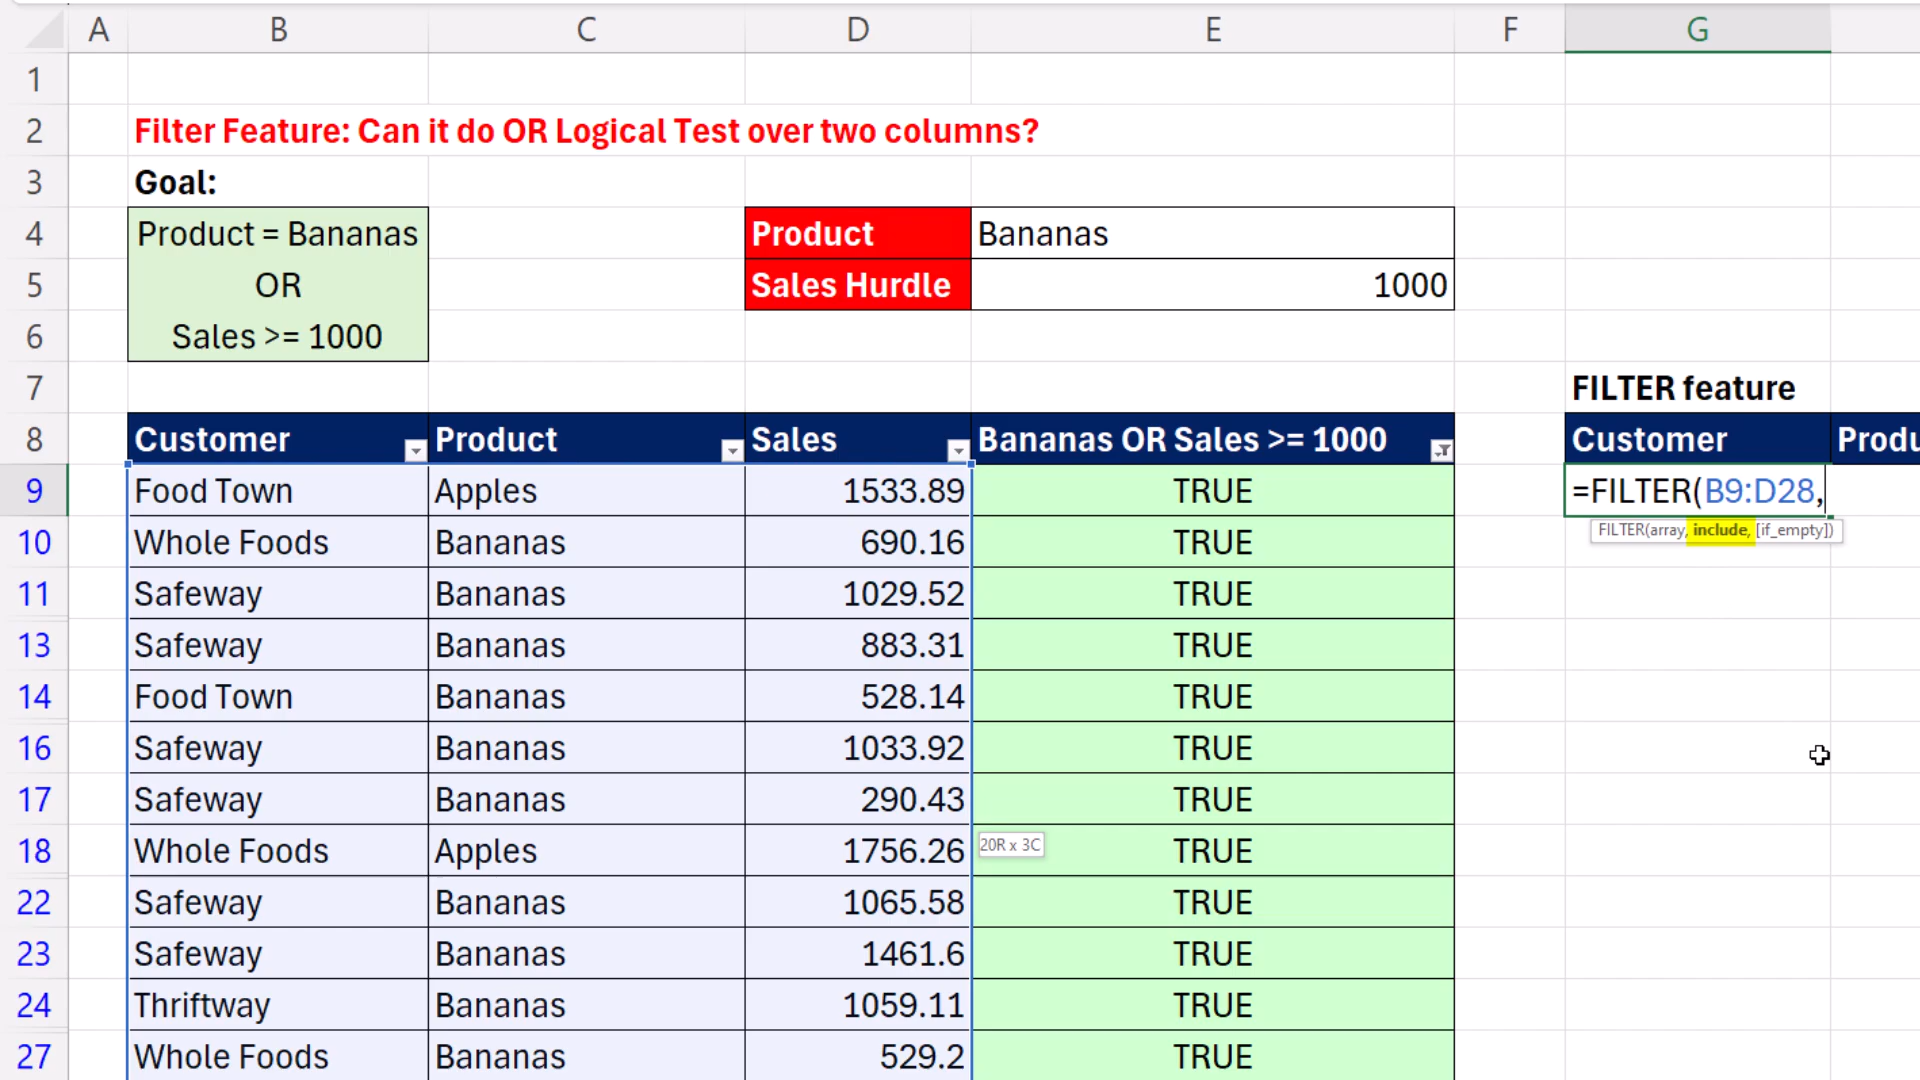 A B C D E F G
1
2 Filter Feature: Can it do OR Logical Test over two columns?
3 Goal:
4 Product = Bananas Product Bananas
5 OR Sales Hurdle 1000
6 Sales >= 1000
7 FILTER feature
8 Customer Product Sales Bananas OR Sales >= 1000 Customer Produ
9 Food Town Apples 1533.89 TRUE =FILTER(B9:D28,
FILTER(array, include, [if_empty])
10 Whole Foods Bananas 690.16 TRUE
11 Safeway Bananas 1029.52 TRUE
13 Safeway Bananas 883.31 TRUE
14 Food Town Bananas 528.14 TRUE
16 Safeway Bananas 1033.92 TRUE
17 Safeway Bananas 290.43 TRUE
18 Whole Foods Apples 1756.26 20R x 3C TRUE
22 Safeway Bananas 1065.58 TRUE
23 Safeway Bananas 1461.6 TRUE
24 Thriftway Bananas 1059.11 TRUE
27 Whole Foods Bananas 529.2 TRUE